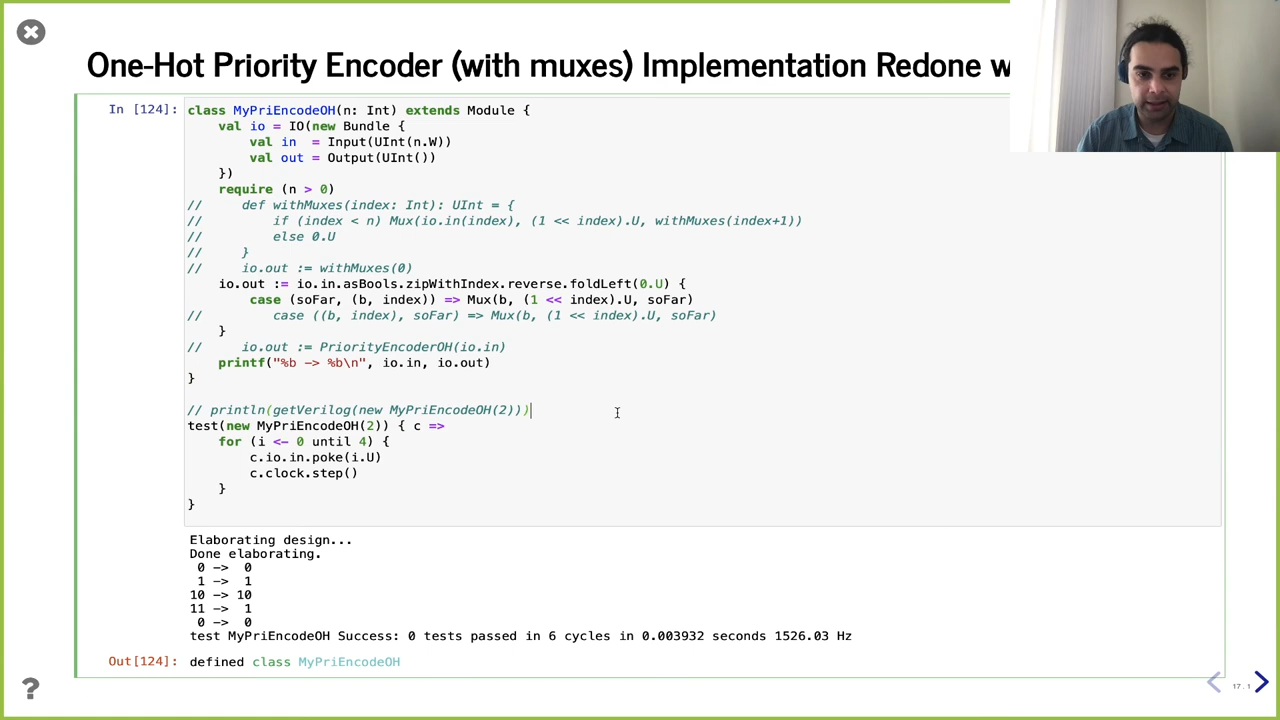 One-Hot Priority Encoder (with muxes) Implementation Redone w
In [124]: class MyPriEncodeOH(n: Int) extends Module {
    val io = IO(new Bundle {
        val in  = Input(UInt(n.W))
        val out = Output(UInt())
    })
    require (n > 0)
//     def withMuxes(index: Int): UInt = {
//         if (index < n) Mux(io.in(index), (1 << index).U, withMuxes(index+1))
//         else 0.U
//     }
//     io.out := withMuxes(0)
    io.out := io.in.asBools.zipWithIndex.reverse.foldLeft(0.U) {
        case (soFar, (b, index)) => Mux(b, (1 << index).U, soFar)
//         case ((b, index), soFar) => Mux(b, (1 << index).U, soFar)
    }
//     io.out := PriorityEncoderOH(io.in)
    printf("%b -> %b\n", io.in, io.out)
}
// println(getVerilog(new MyPriEncodeOH(2)))
test(new MyPriEncodeOH(2)) { c =>
    for (i <- 0 until 4) {
        c.io.in.poke(i.U)
        c.clock.step()
    }
}
Elaborating design...
Done elaborating.
 0 ->  0
 1 ->  1
10 -> 10
11 ->  1
 0 ->  0
test MyPriEncodeOH Success: 0 tests passed in 6 cycles in 0.003932 seconds 1526.03 Hz
Out[124]: defined class MyPriEncodeOH
?
17.1